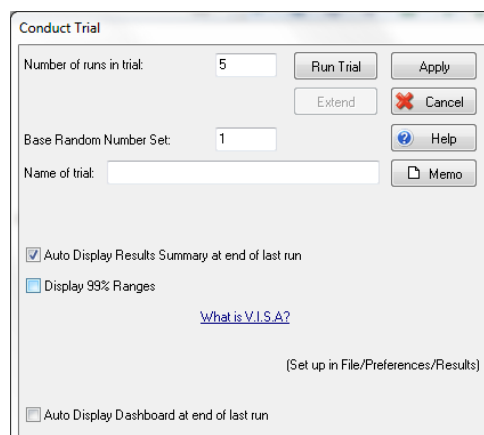 Conduct Trial
Number of runs in trial: 5 Run Trial Apply
Extend Cancel
Base Random Number Set: 1 Help
Name of trial: Memo
Auto Display Results Summary at end of last run
Display 99% Ranges
What is V.I.S.A?
(Set up in File/Preferences/Results)
Auto Display Dashboard at end of last run